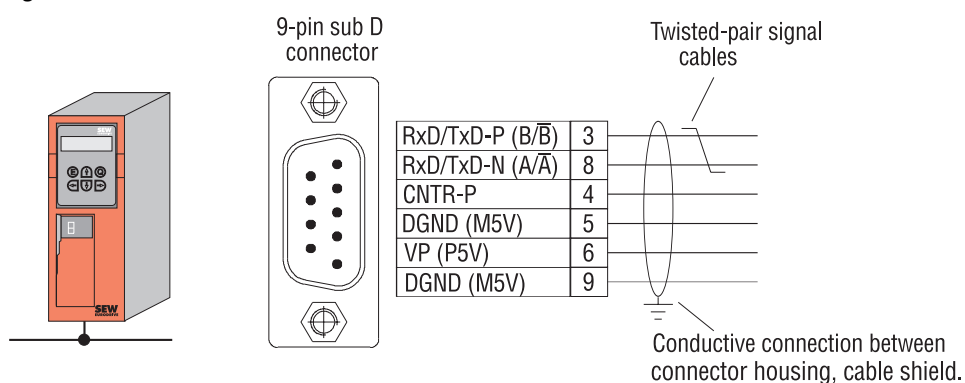 9-pin sub D
connector
Twisted-pair signal
cables
RxD/TxD-P (B/B̅) 3
RxD/TxD-N (A/A̅) 8
CNTR-P 4
DGND (M5V) 5
VP (P5V) 6
DGND (M5V) 9
SEW
E Q
SEW
EURODRIVE
Conductive connection between
connector housing, cable shield.